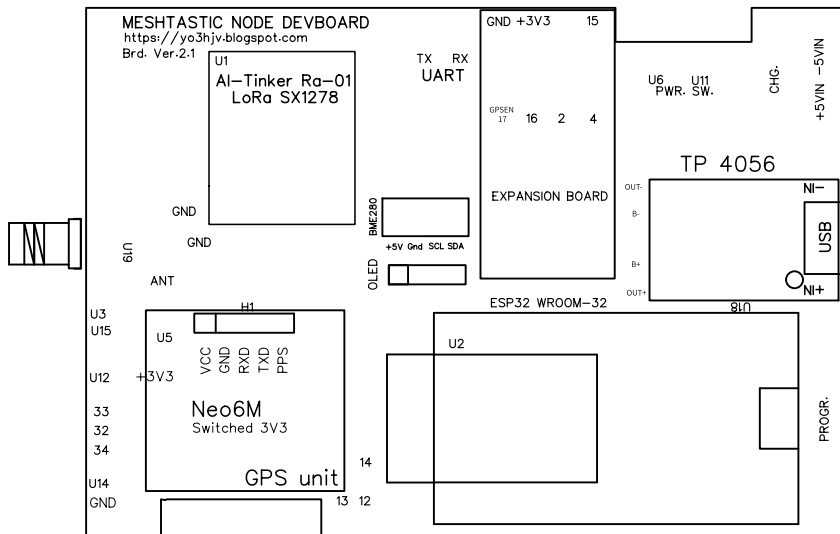 MESHTASTIC NODE DEVBOARD
https://yo3hjv.blogspot.com
Brd. Ver.2.1
U1
AI-Tinker Ra-01
LoRa SX1278
TX RX
UART
GND +3V3 15
GPSEN
17 16 2 4
EXPANSION BOARD
U6 U11
PWR. SW.
CHG.
+5VIN -5VIN
TP 4056
OUT-
B-
B+
OUT+
IN-
USB
IN+
U18
GND
GND
U19
ANT
BME280
+5V Gnd SCL SDA
OLED
ESP32 WROOM-32
U2
PROGR.
U3
U15
U12
+3V3
33
32
34
U14
GND
H1
U5
VCC
GND
RXD
TXD
PPS
Neo6M
Switched 3V3
GPS unit
14
13 12